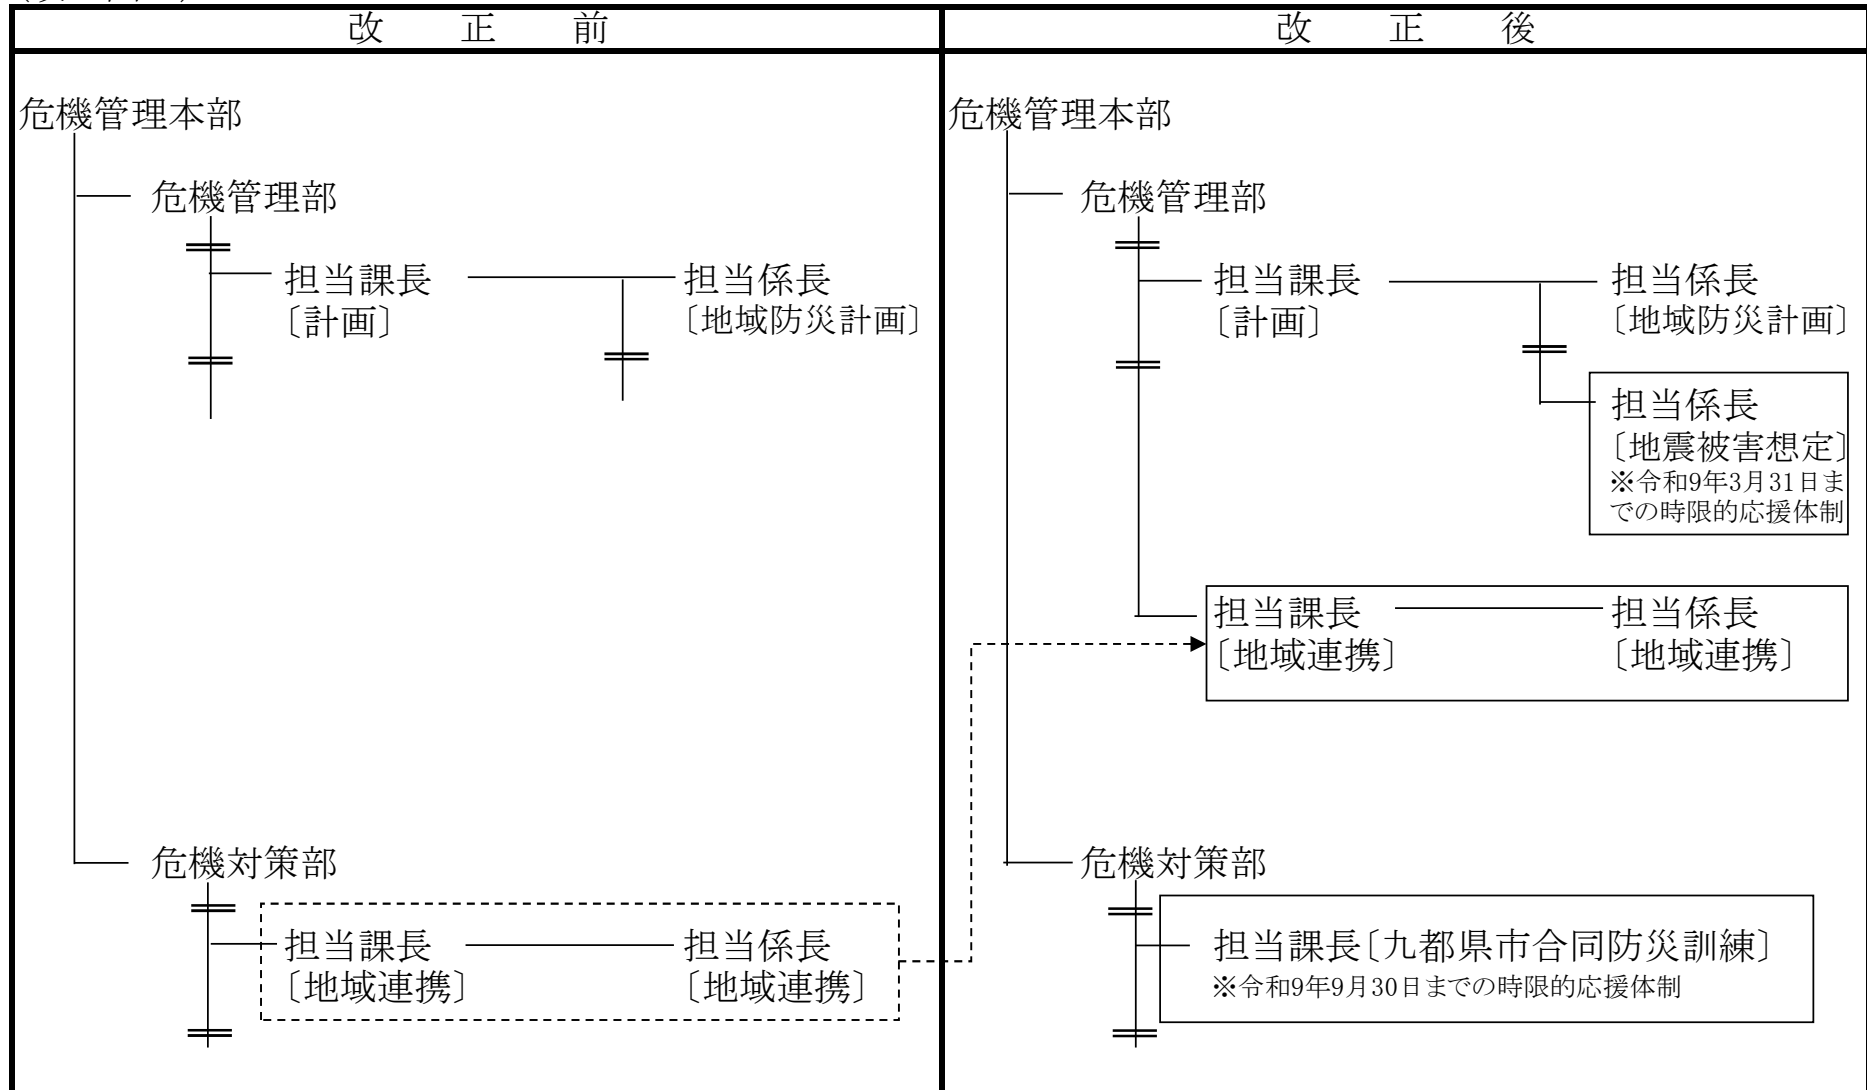 改正前
危機管理本部
危機管理部
担当課長
〔計画〕
担当係長
〔地域防災計画〕
危機対策部
担当課長
〔地域連携〕
担当係長
〔地域連携〕
改正後
危機管理本部
危機管理部
担当課長
〔計画〕
担当係長
〔地域防災計画〕
担当係長
〔地震被害想定〕
※令和9年3月31日ま
での時限的応援体制
担当課長
〔地域連携〕
担当係長
〔地域連携〕
危機対策部
担当課長〔九都県市合同防災訓練〕
※令和9年9月30日までの時限的応援体制